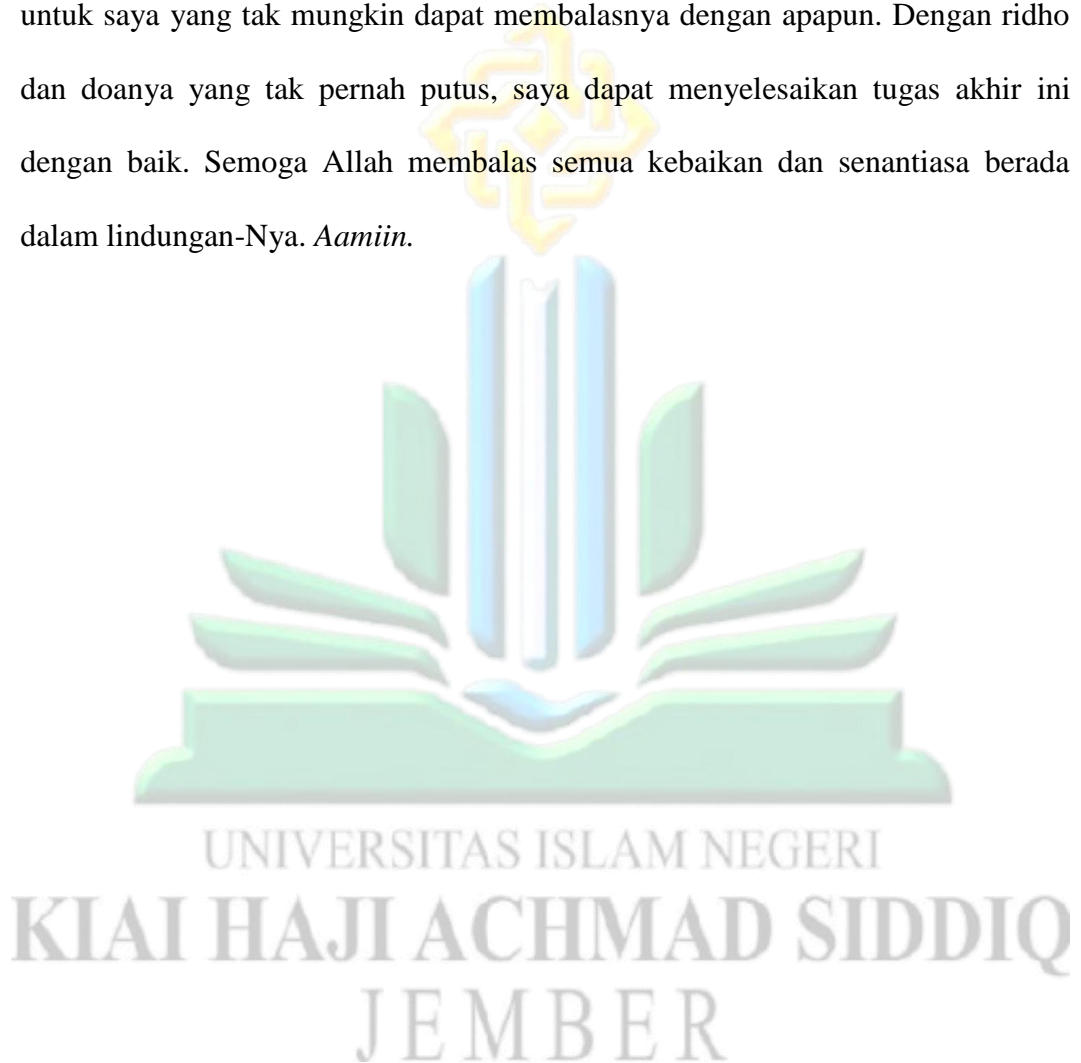 untuk saya yang tak mungkin dapat membalasnya dengan apapun. Dengan ridho
dan doanya yang tak pernah putus, saya dapat menyelesaikan tugas akhir ini
dengan baik. Semoga Allah membalas semua kebaikan dan senantiasa berada
dalam lindungan-Nya. Aamiin.
UNIVERSITAS ISLAM NEGERI
KIAI HAJI ACHMAD SIDDIQ
JEMBER